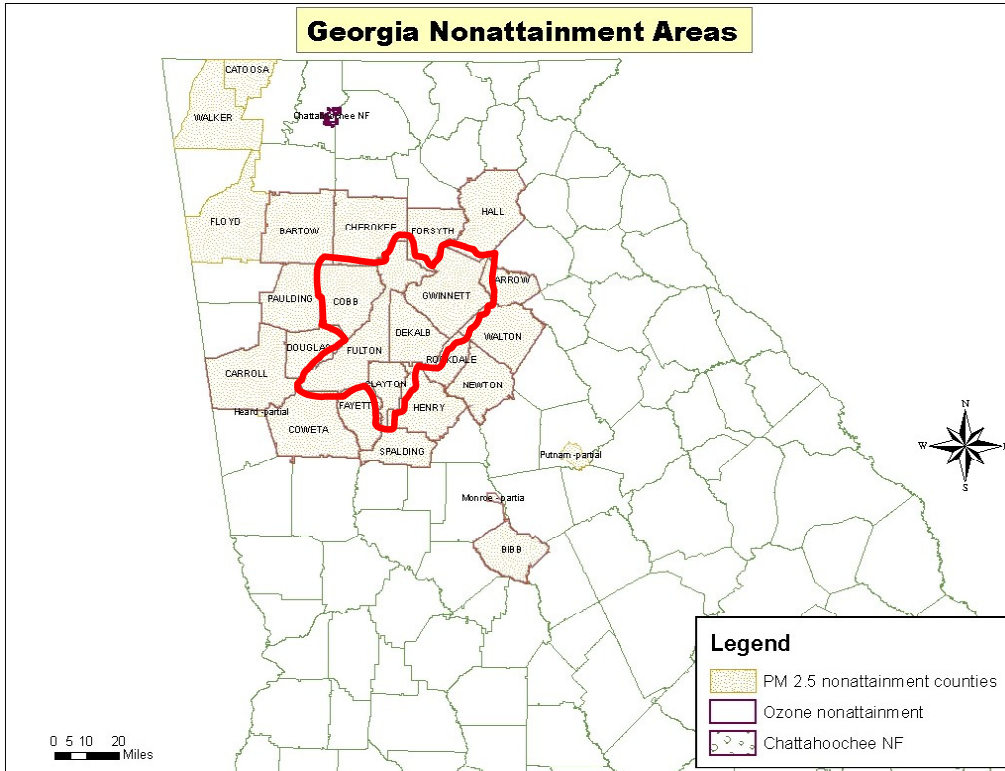 Georgia Nonattainment Areas
CATOOSA
WALKER
Chattahoochee NF
FLOYD
BARTOW
CHEROKEE
FORSYTH
HALL
PAULDING
COBB
GWINNETT
ARROW
DOUGLAS
FULTON
DEKALB
WALTON
CARROLL
ROCKDALE
CLAYTON
NEWTON
Heard -partial
FAYETT
HENRY
COWETA
SPALDING
Putnam -partial
Monroe - partia
BIBB
N
W
S
Legend
PM 2.5 nonattainment counties
Ozone nonattainment
Chattahoochee NF
0 5 10 20
Miles